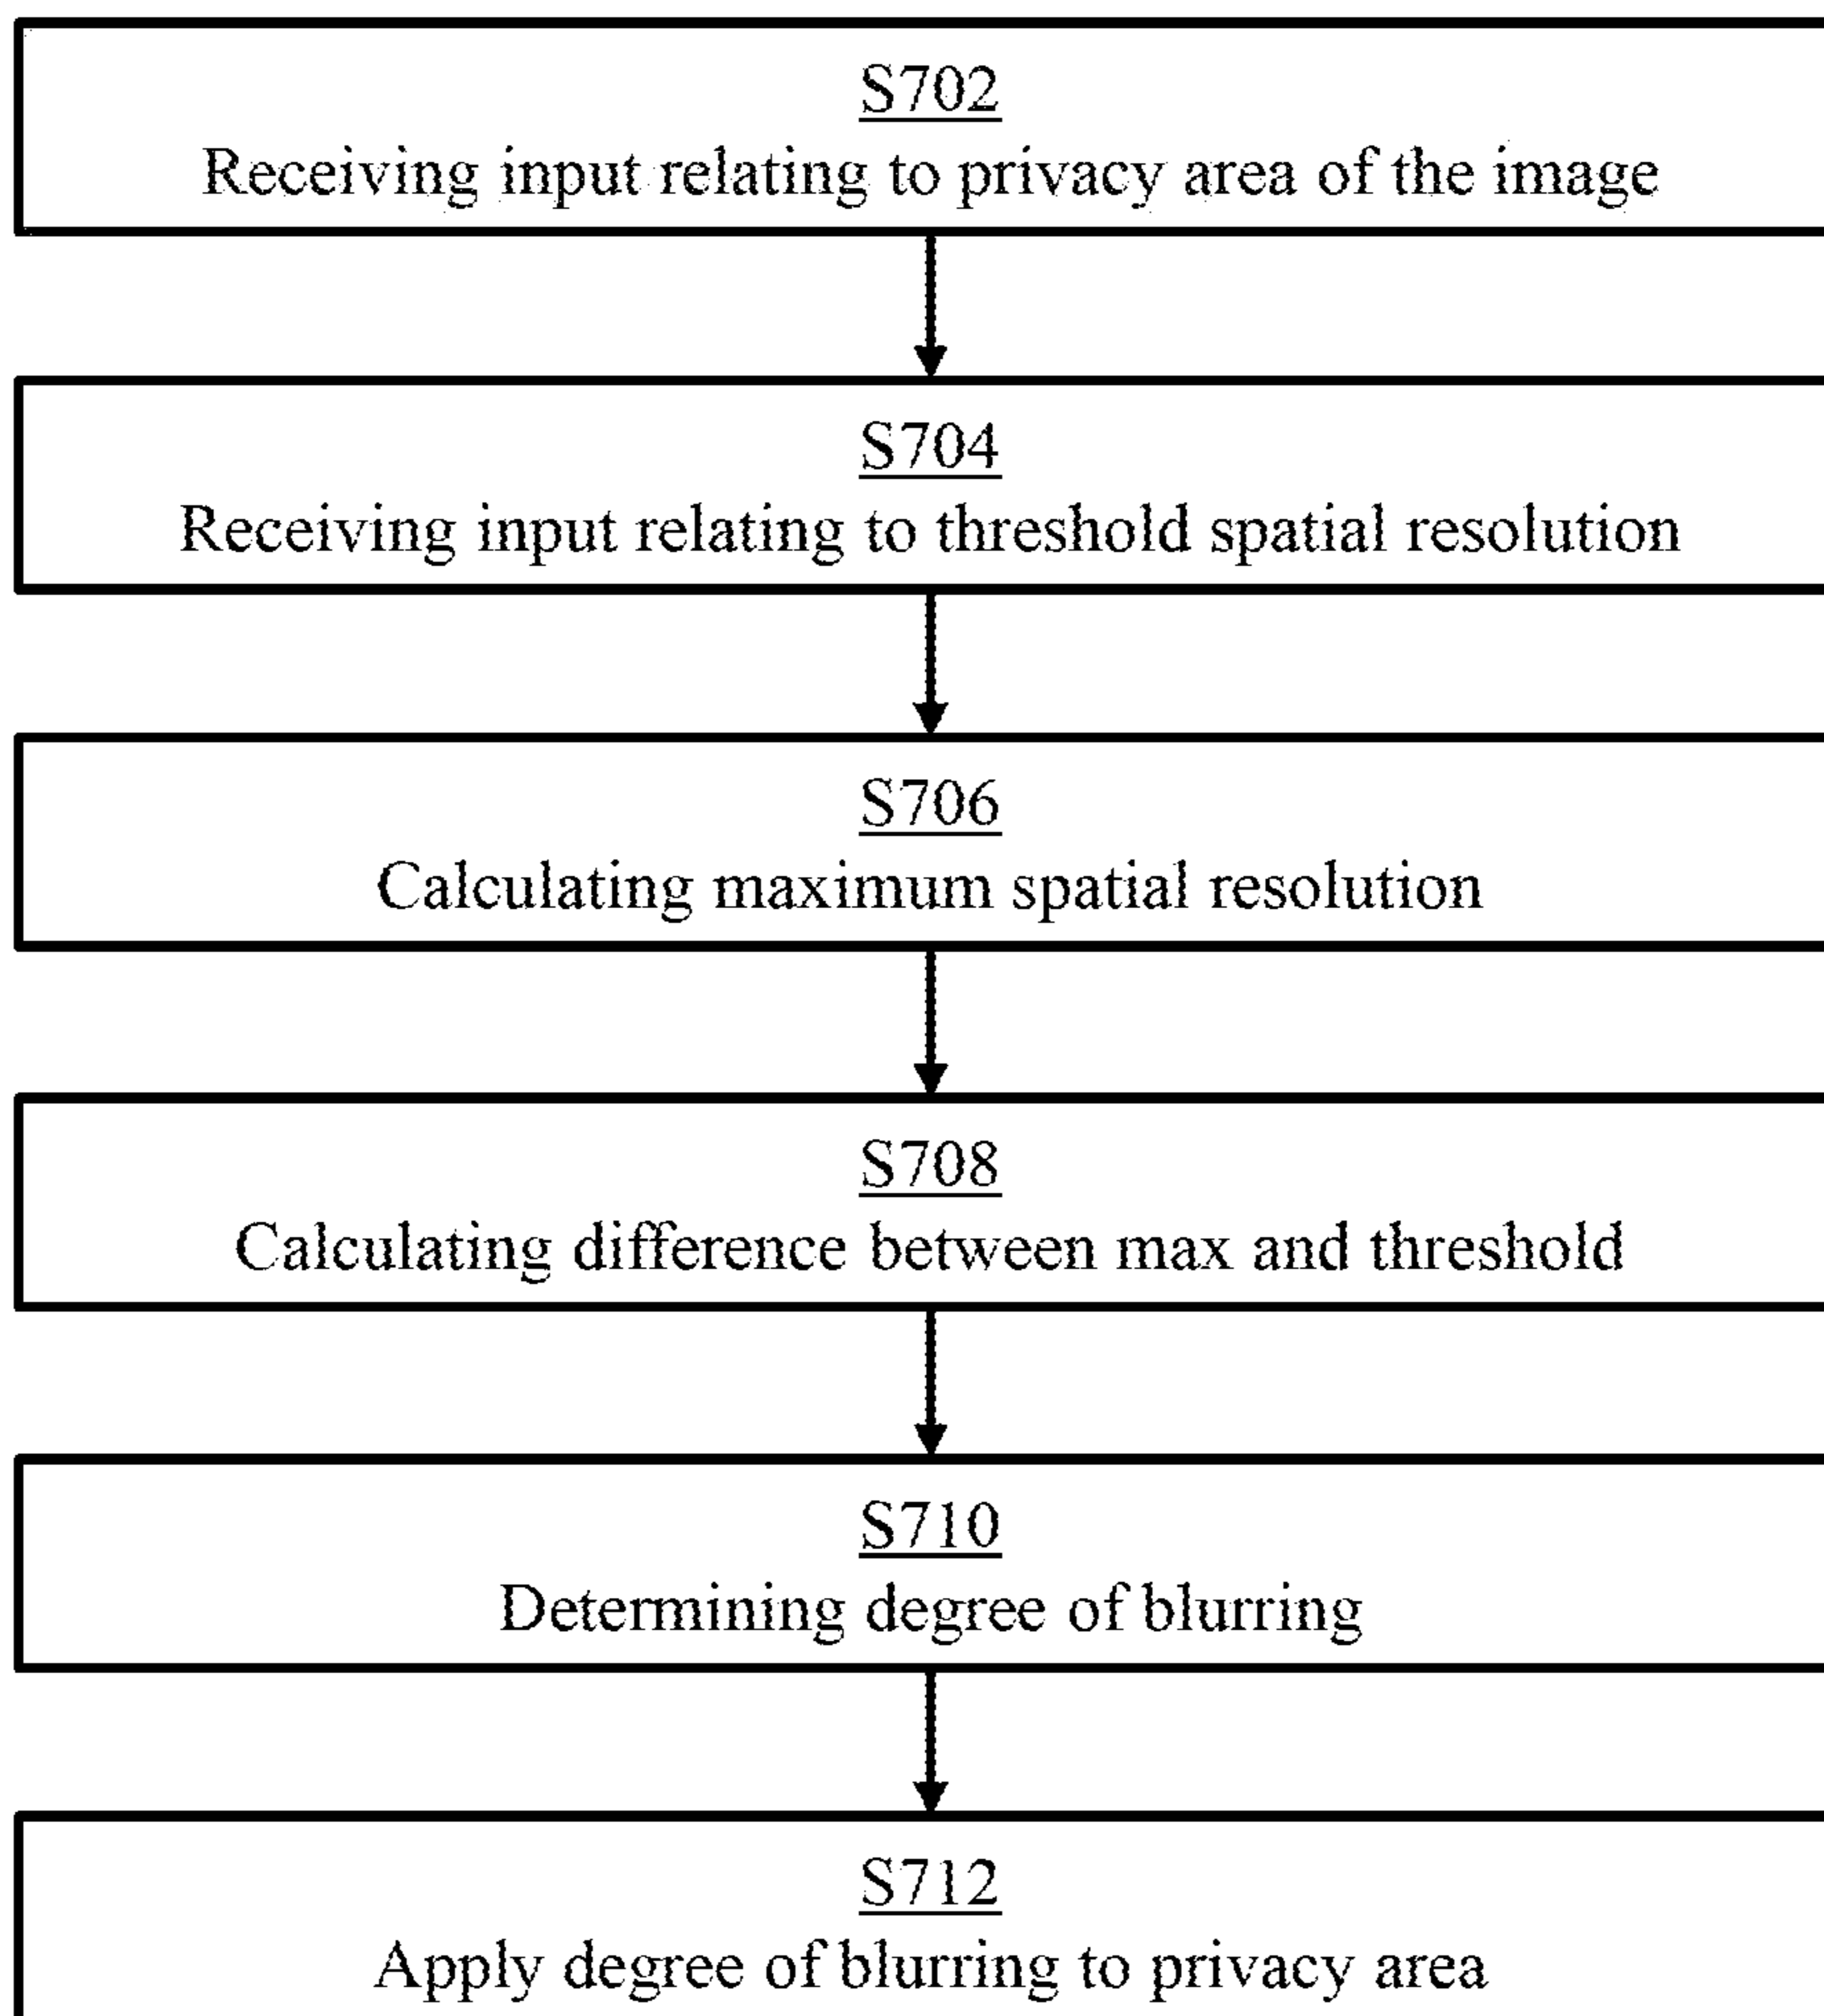 S702
Receiving input relating to privacy area of the image
S704
Receiving input relating to threshold spatial resolution
S706
Calculating maximum spatial resolution
S708
Calculating difference between max and threshold
S710
Determining degree of blurring
S712
Apply degree of blurring to privacy area